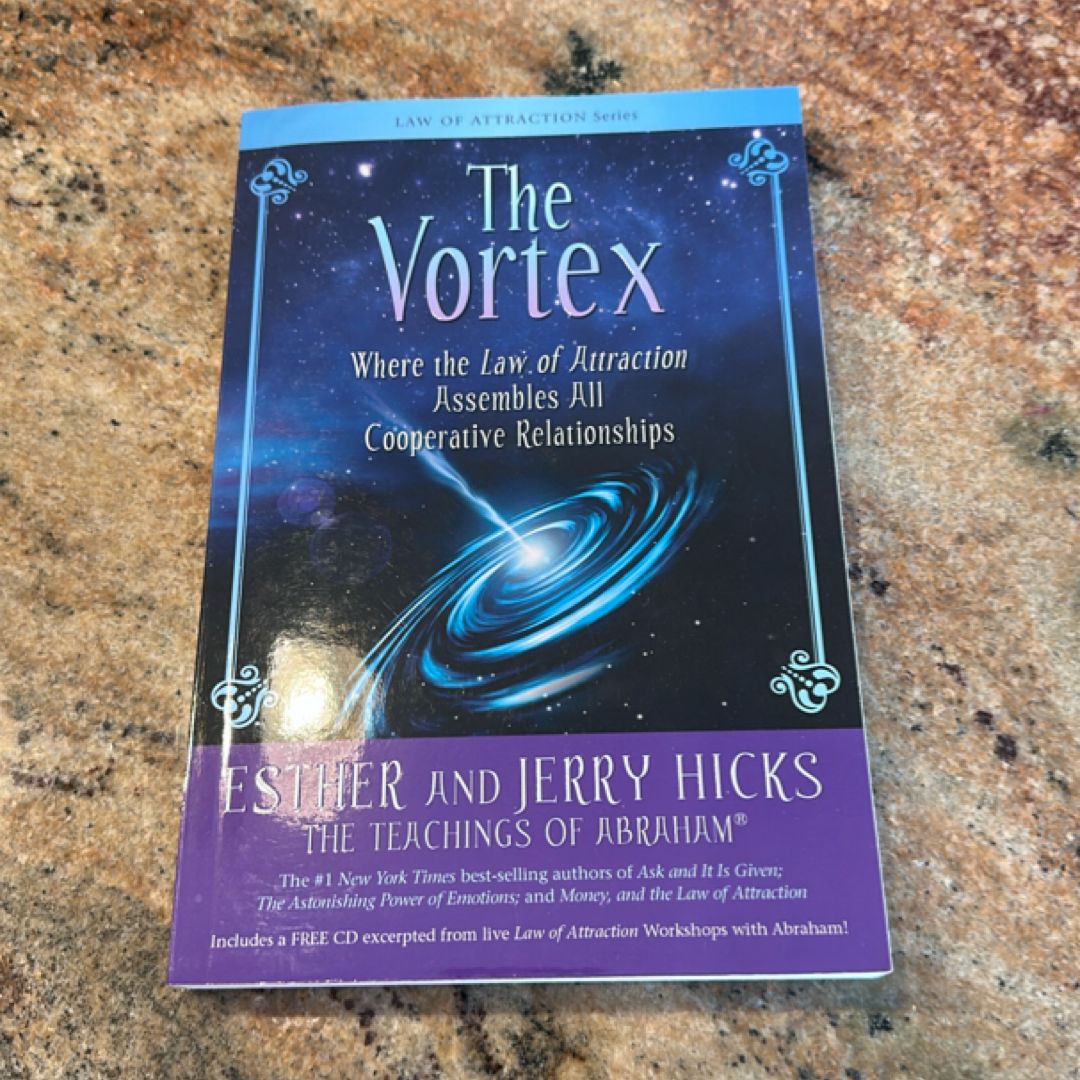 LAW OF ATTRACTION Series
The
Vortex
Where the Law of Attraction
Assembles All
Cooperative Relationships
ESTHER AND JERRY HICKS
THE TEACHINGS OF ABRAHAM®
The #1 New York Times best-selling authors of Ask and It Is Given;
The Astonishing Power of Emotions; and Money, and the Law of Attraction
Includes a FREE CD excerpted from live Law of Attraction Workshops with Abraham!